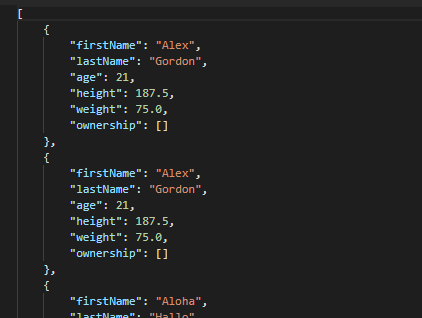 [
{
"firstName": "Alex",
"lastName": "Gordon",
"age": 21,
"height": 187.5,
"weight": 75.0,
"ownership": []
},
{
"firstName": "Alex",
"lastName": "Gordon",
"age": 21,
"height": 187.5,
"weight": 75.0,
"ownership": []
},
{
"firstName": "Aloha",
"lastName": "Hallo"